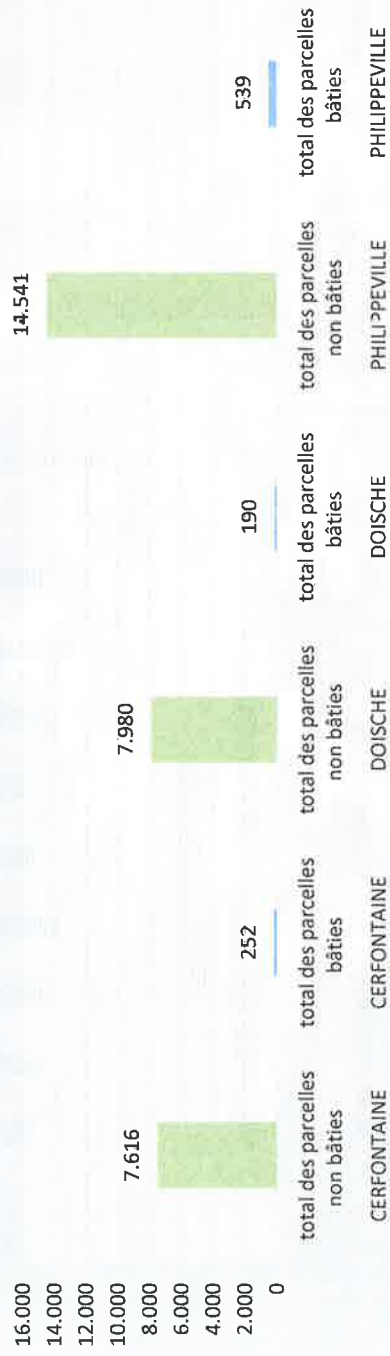 16.000
14.000
12.000
10.000
8.000
6.000
4.000
2.000
0
7.616
252
7.980
190
14.541
539
total des parcelles
non bâties
CERFONTAINE
total des parcelles
bâties
CERFONTAINE
total des parcelles
non bâties
DOISCHE
total des parcelles
bâties
DOISCHE
total des parcelles
non bâties
PHILIPPEVILLE
total des parcelles
bâties
PHILIPPEVILLE